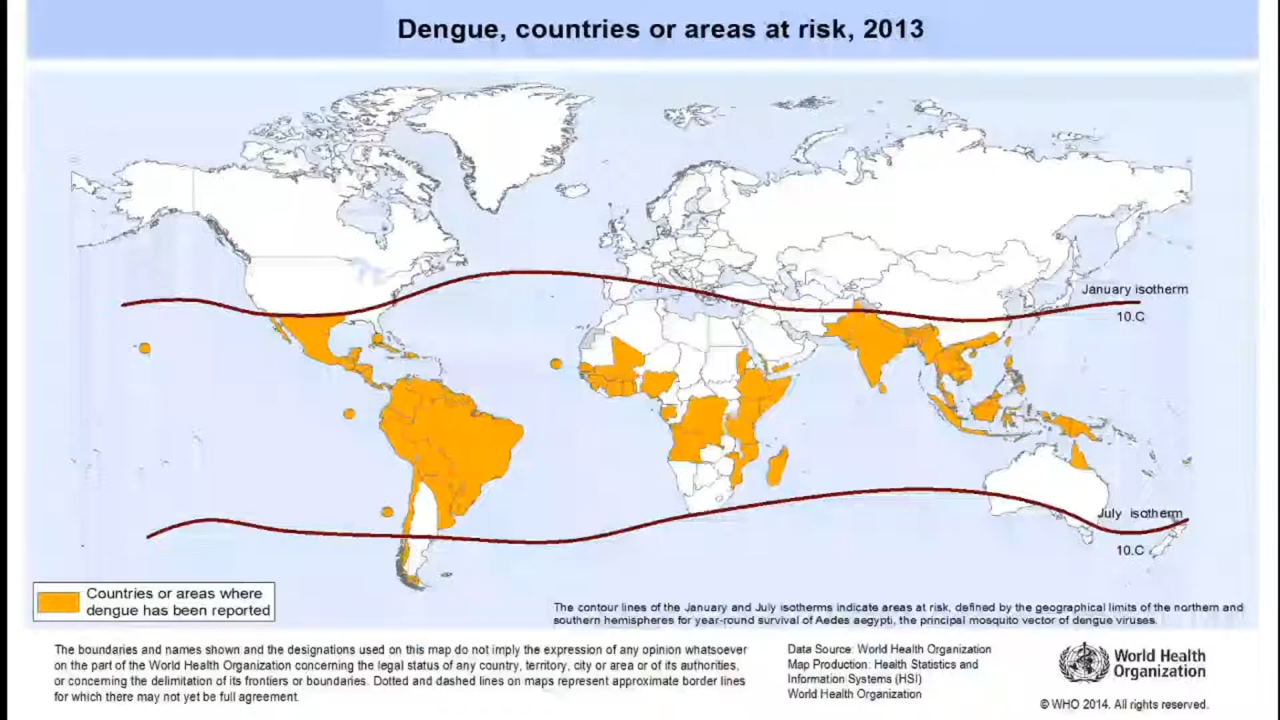 Dengue, countries or areas at risk, 2013
January isotherm
10.C
July isotherm
10.C
Countries or areas where
dengue has been reported
The contour lines of the January and July isotherms indicate areas at risk, defined by the geographical limits of the northern and
southern hemispheres for year-round survival of Aedes aegypti, the principal mosquito vector of dengue viruses.
The boundaries and names shown and the designations used on this map do not imply the expression of any opinion whatsoever
on the part of the World Health Organization concerning the legal status of any country, territory, city or area or of its authorities,
or concerning the delimitation of its frontiers or boundaries. Dotted and dashed lines on maps represent approximate border lines
for which there may not yet be full agreement.
Data Source: World Health Organization
Map Production: Health Statistics and
Information Systems (HSI)
World Health Organization
World Health
Organization
© WHO 2014. All rights reserved.